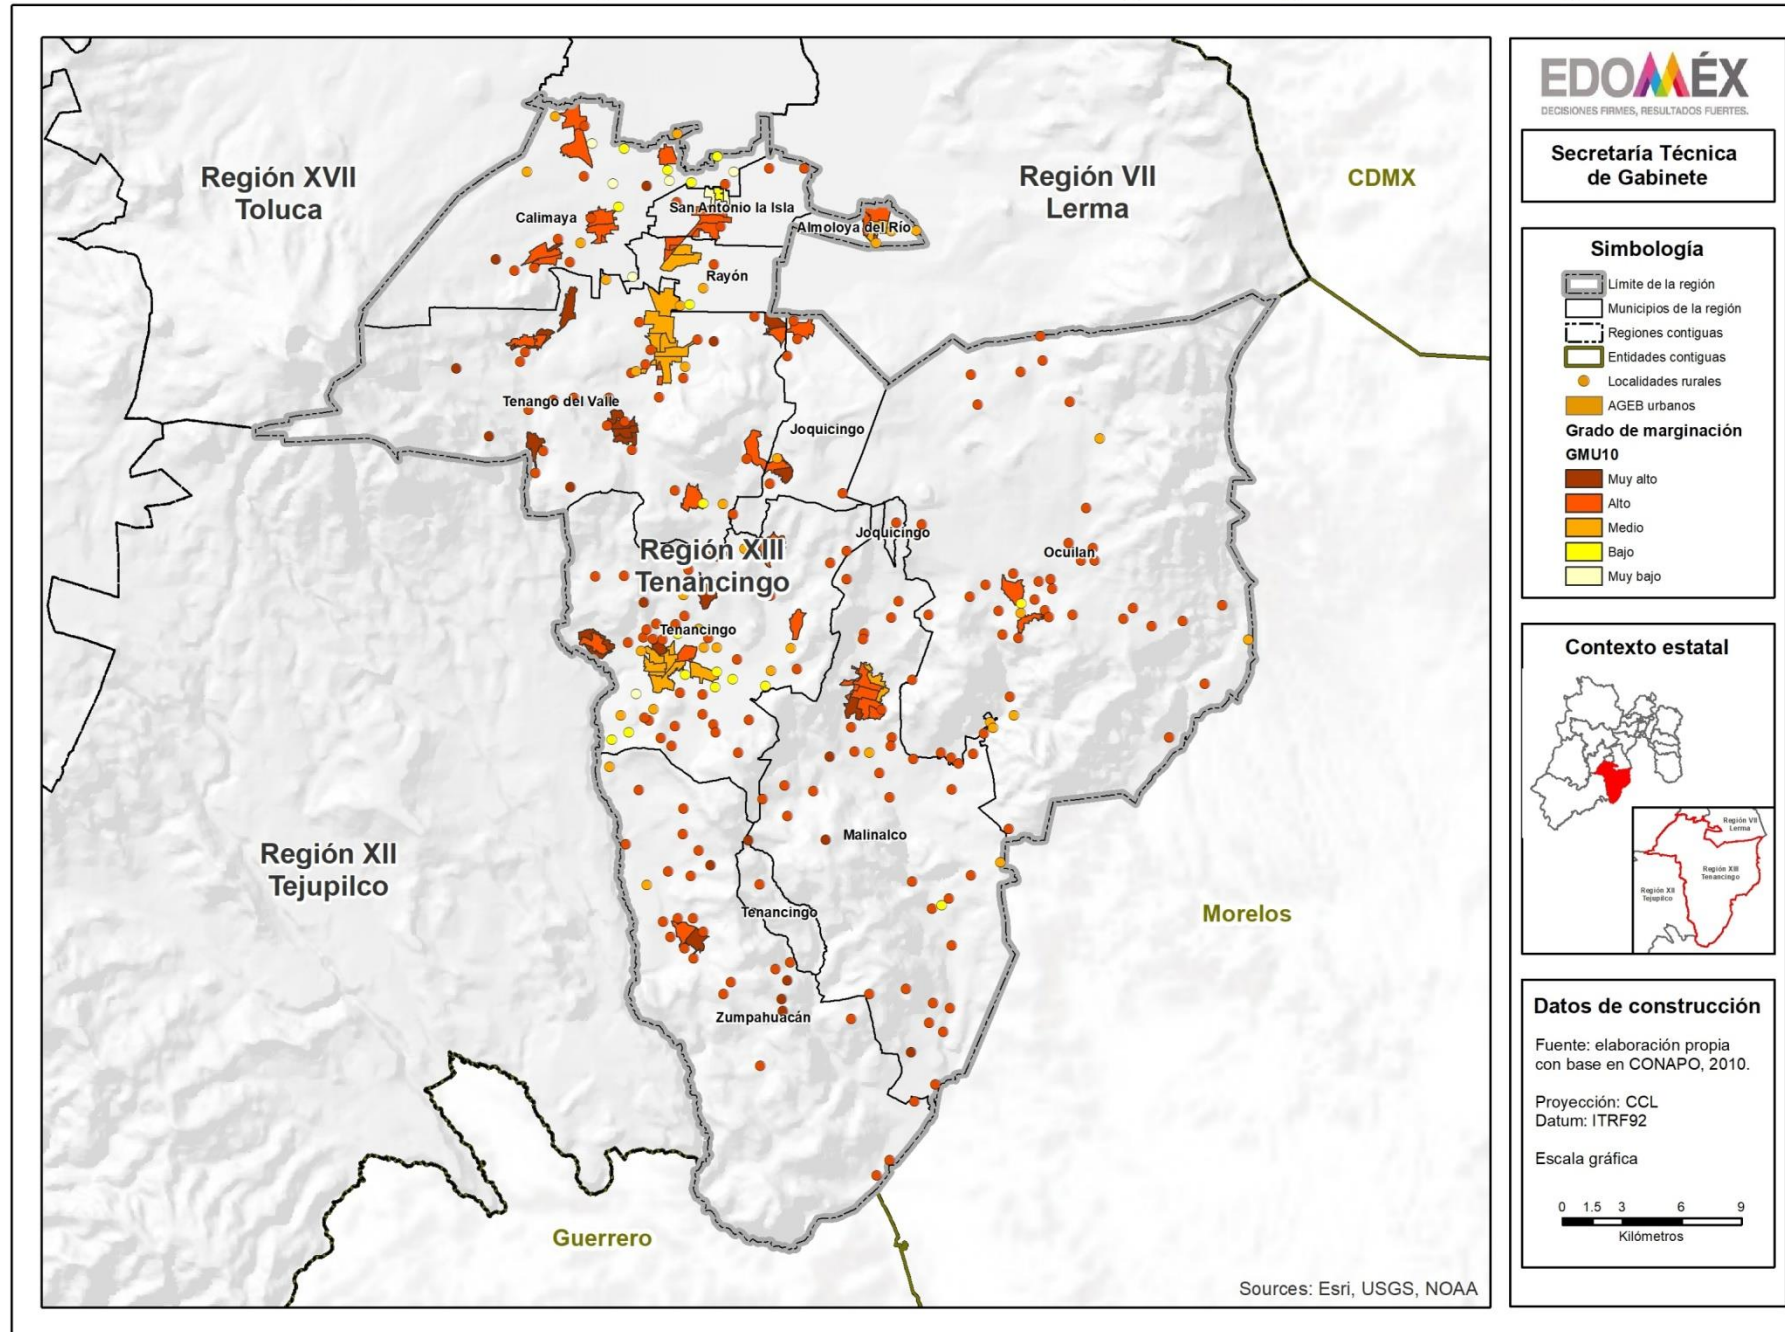 Región XVII
Toluca
Región VII
Lerma
CDMX
Calimaya
San Antonio la Isla
Almoloya del Río
Rayón
Tenango del Valle
Joquicingo
Región XIII
Tenancingo
Joquicingo
Ocuilan
Tenancingo
Malinalco
Región XII
Tejupilco
Tenancingo
Morelos
Zumpahuacán
Guerrero
Sources: Esri, USGS, NOAA
EDOMÉX
DECISIONES FIRMES, RESULTADOS FUERTES.
Secretaría Técnica
de Gabinete
Simbología
Límite de la región
Municipios de la región
Regiones contiguas
Entidades contiguas
Localidades rurales
AGEB urbanos
Grado de marginación
GMU10
Muy alto
Alto
Medio
Bajo
Muy bajo
Contexto estatal
Región VII
Lerma
Región XIII
Tenancingo
Región XII
Tejupilco
Datos de construcción
Fuente: elaboración propia
con base en CONAPO, 2010.
Proyección: CCL
Datum: ITRF92
Escala gráfica
0 1.5 3 6 9
Kilómetros